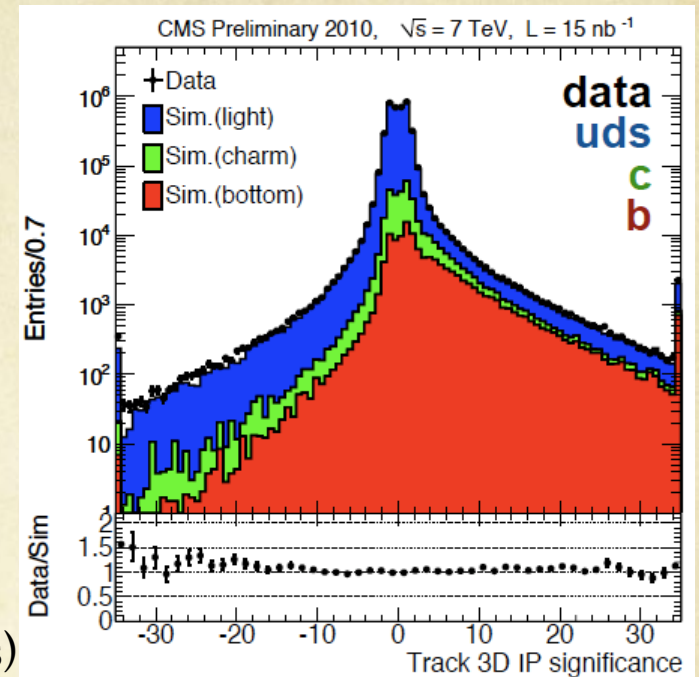 CMS Preliminary 2010, √s = 7 TeV, L = 15 nb⁻¹
Data
Sim.(light)
Sim.(charm)
Sim.(bottom)
data
uds
c
b
Entries/0.7
10⁶
10⁵
10⁴
10³
10²
10
1
Data/Sim
2
1.5
1
0.5
0
-30 -20 -10 0 10 20 30
Track 3D IP significance
)